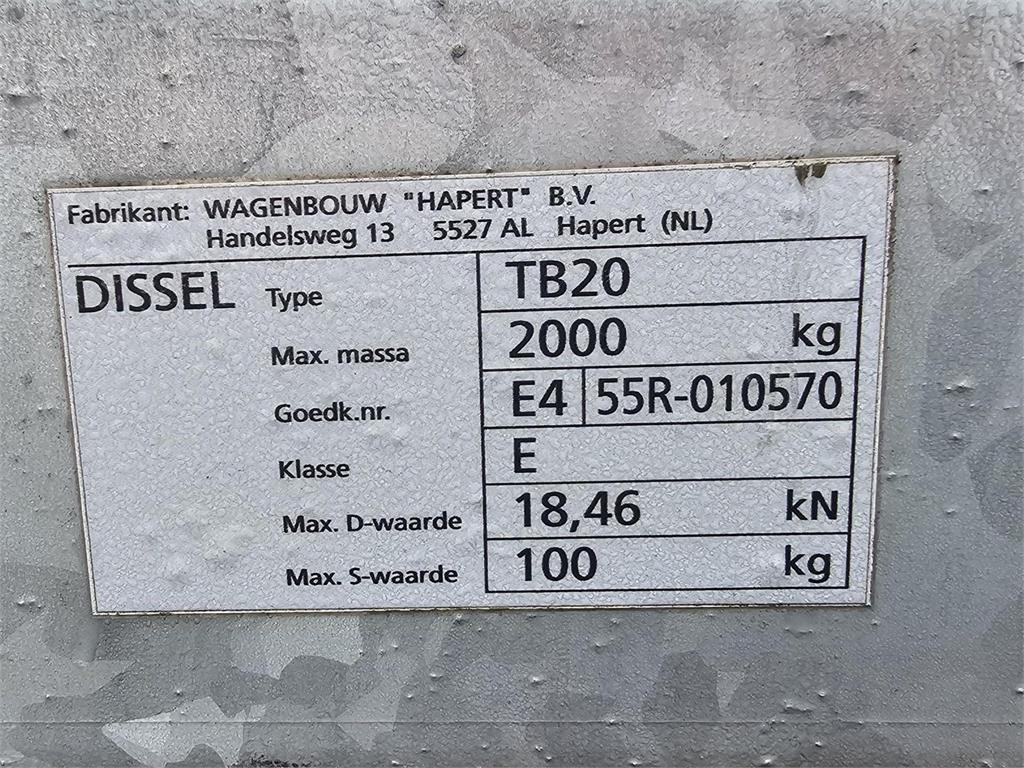 Fabrikant: WAGENBOUW "HAPERT" B.V.
Handelsweg 13 5527 AL Hapert (NL)
DISSEL Type TB20
Max. massa 2000 kg
Goedk.nr. E4 55R-010570
Klasse E
Max. D-waarde 18,46 kN
Max. S-waarde 100 kg